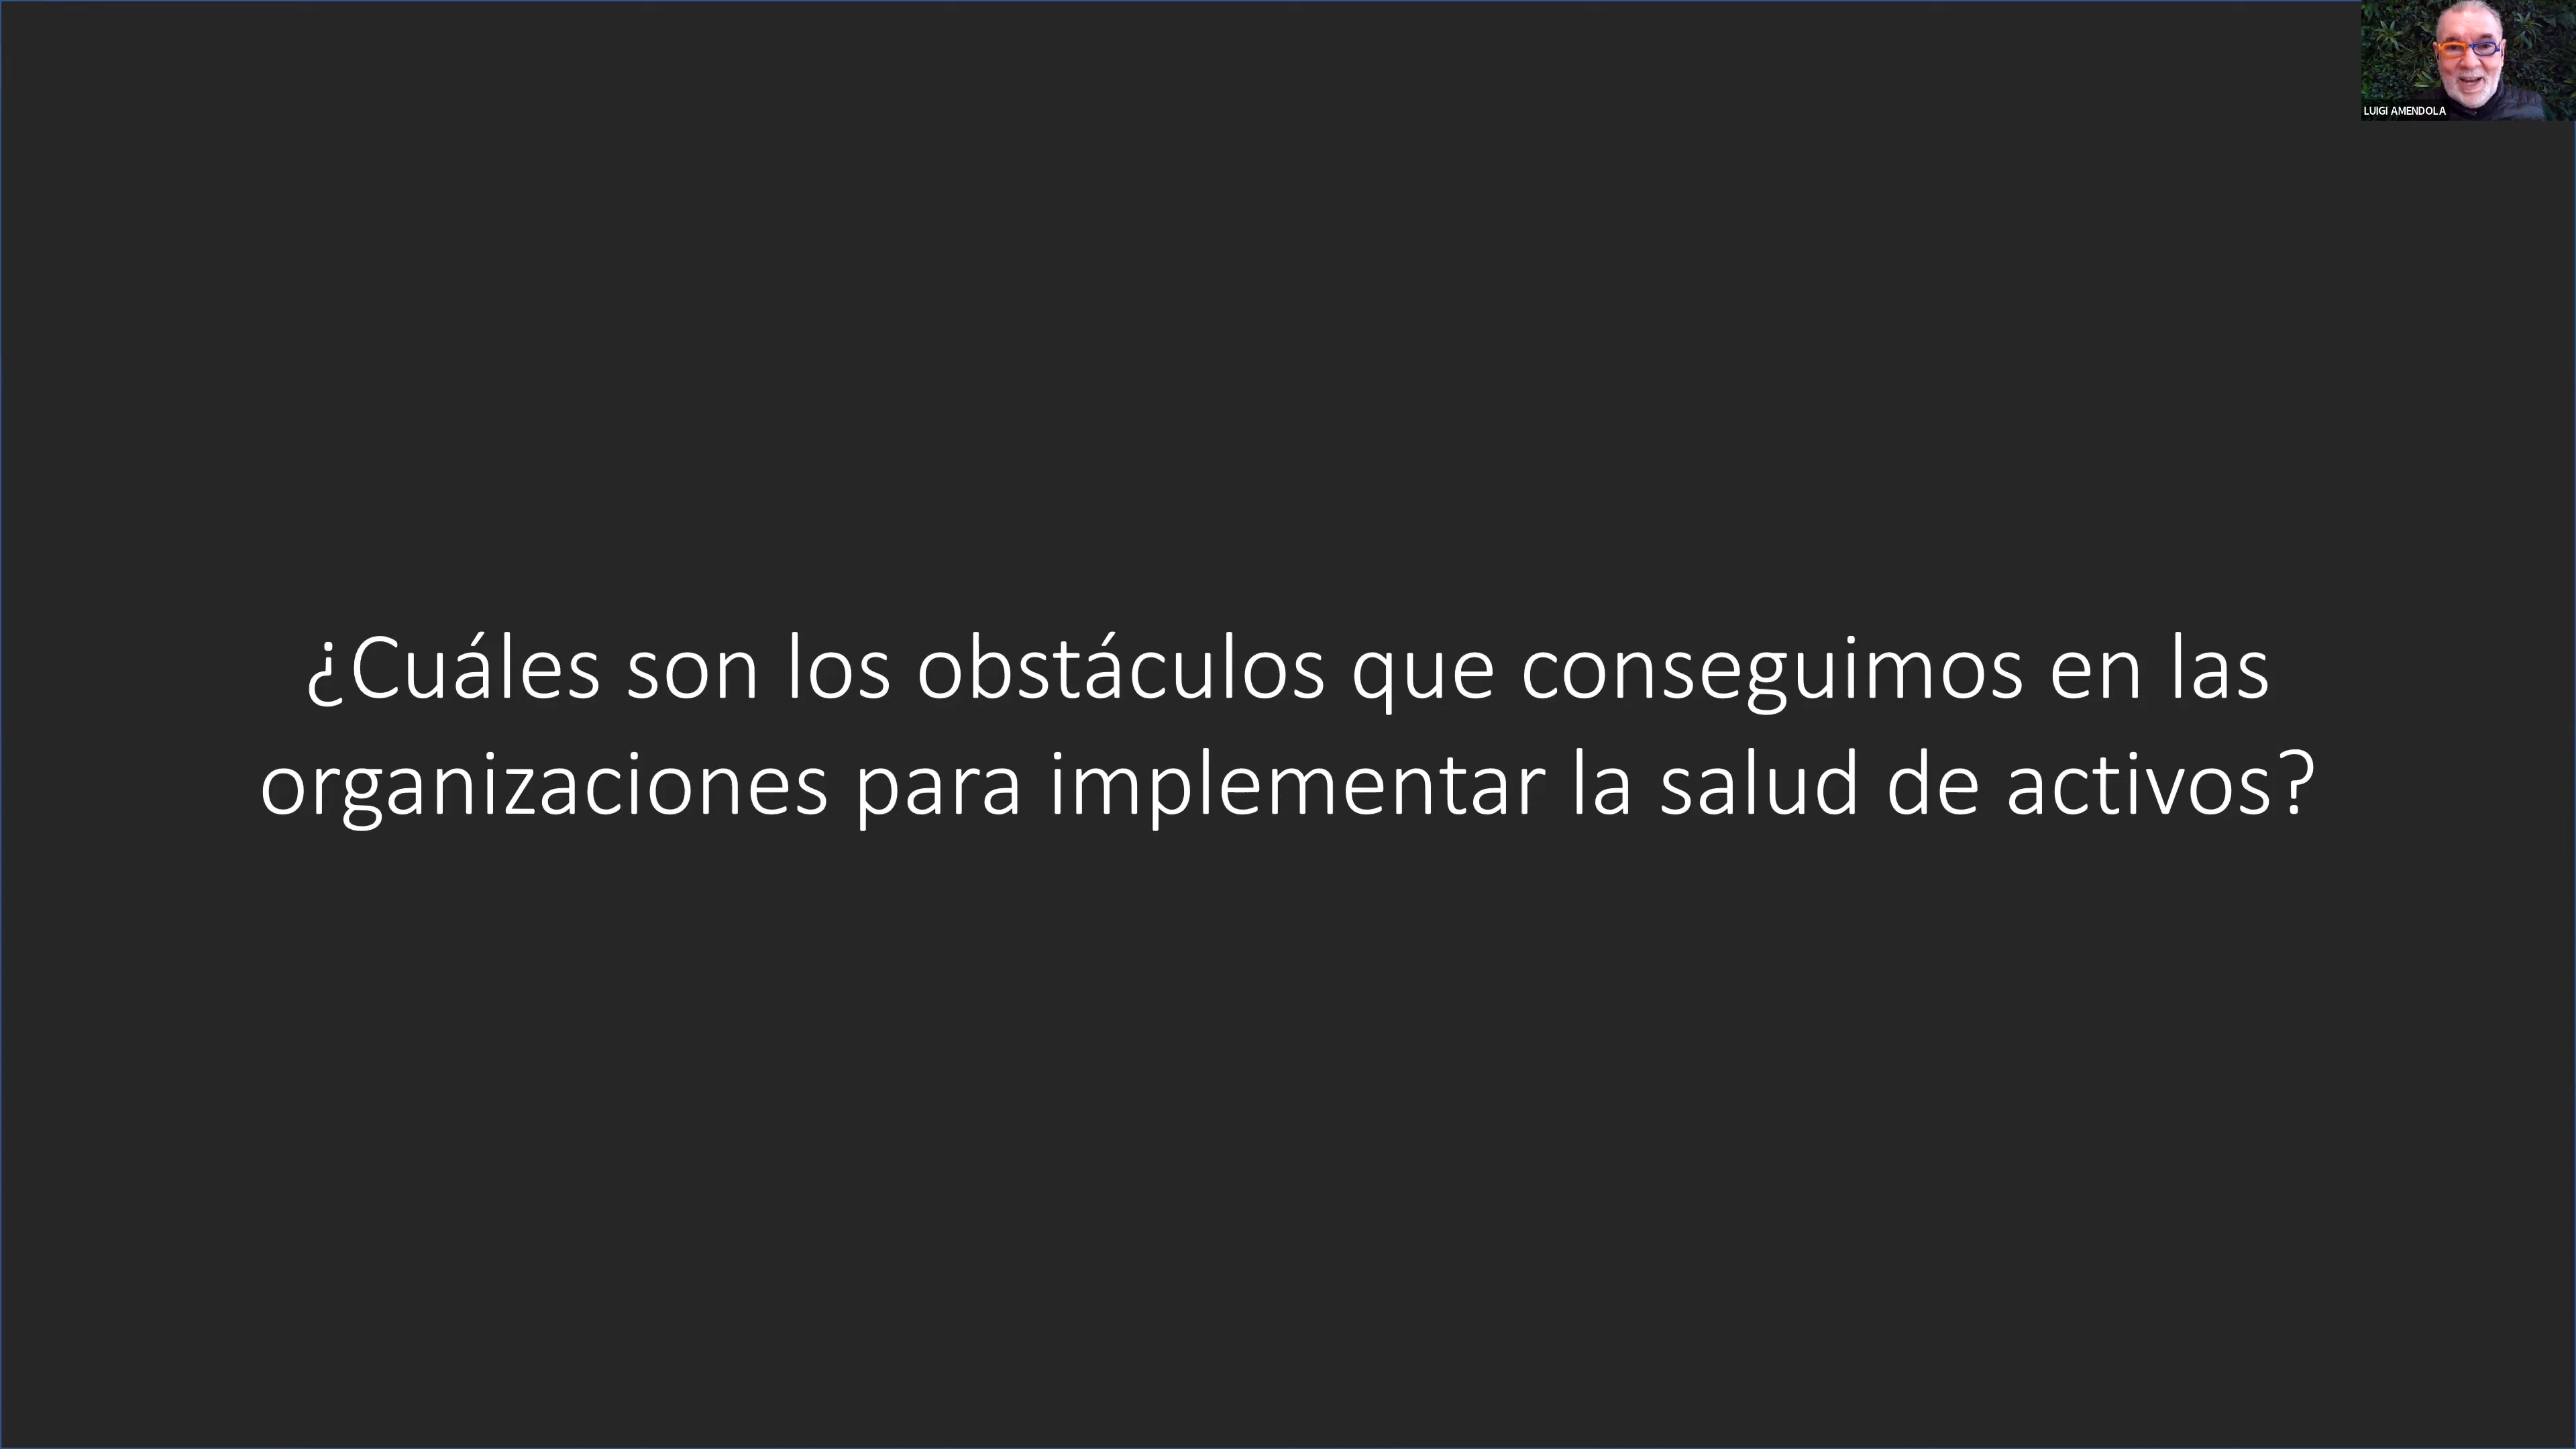 LUIGI AMENDOLA
¿Cuáles son los obstáculos que conseguimos en las
organizaciones para implementar la salud de activos?